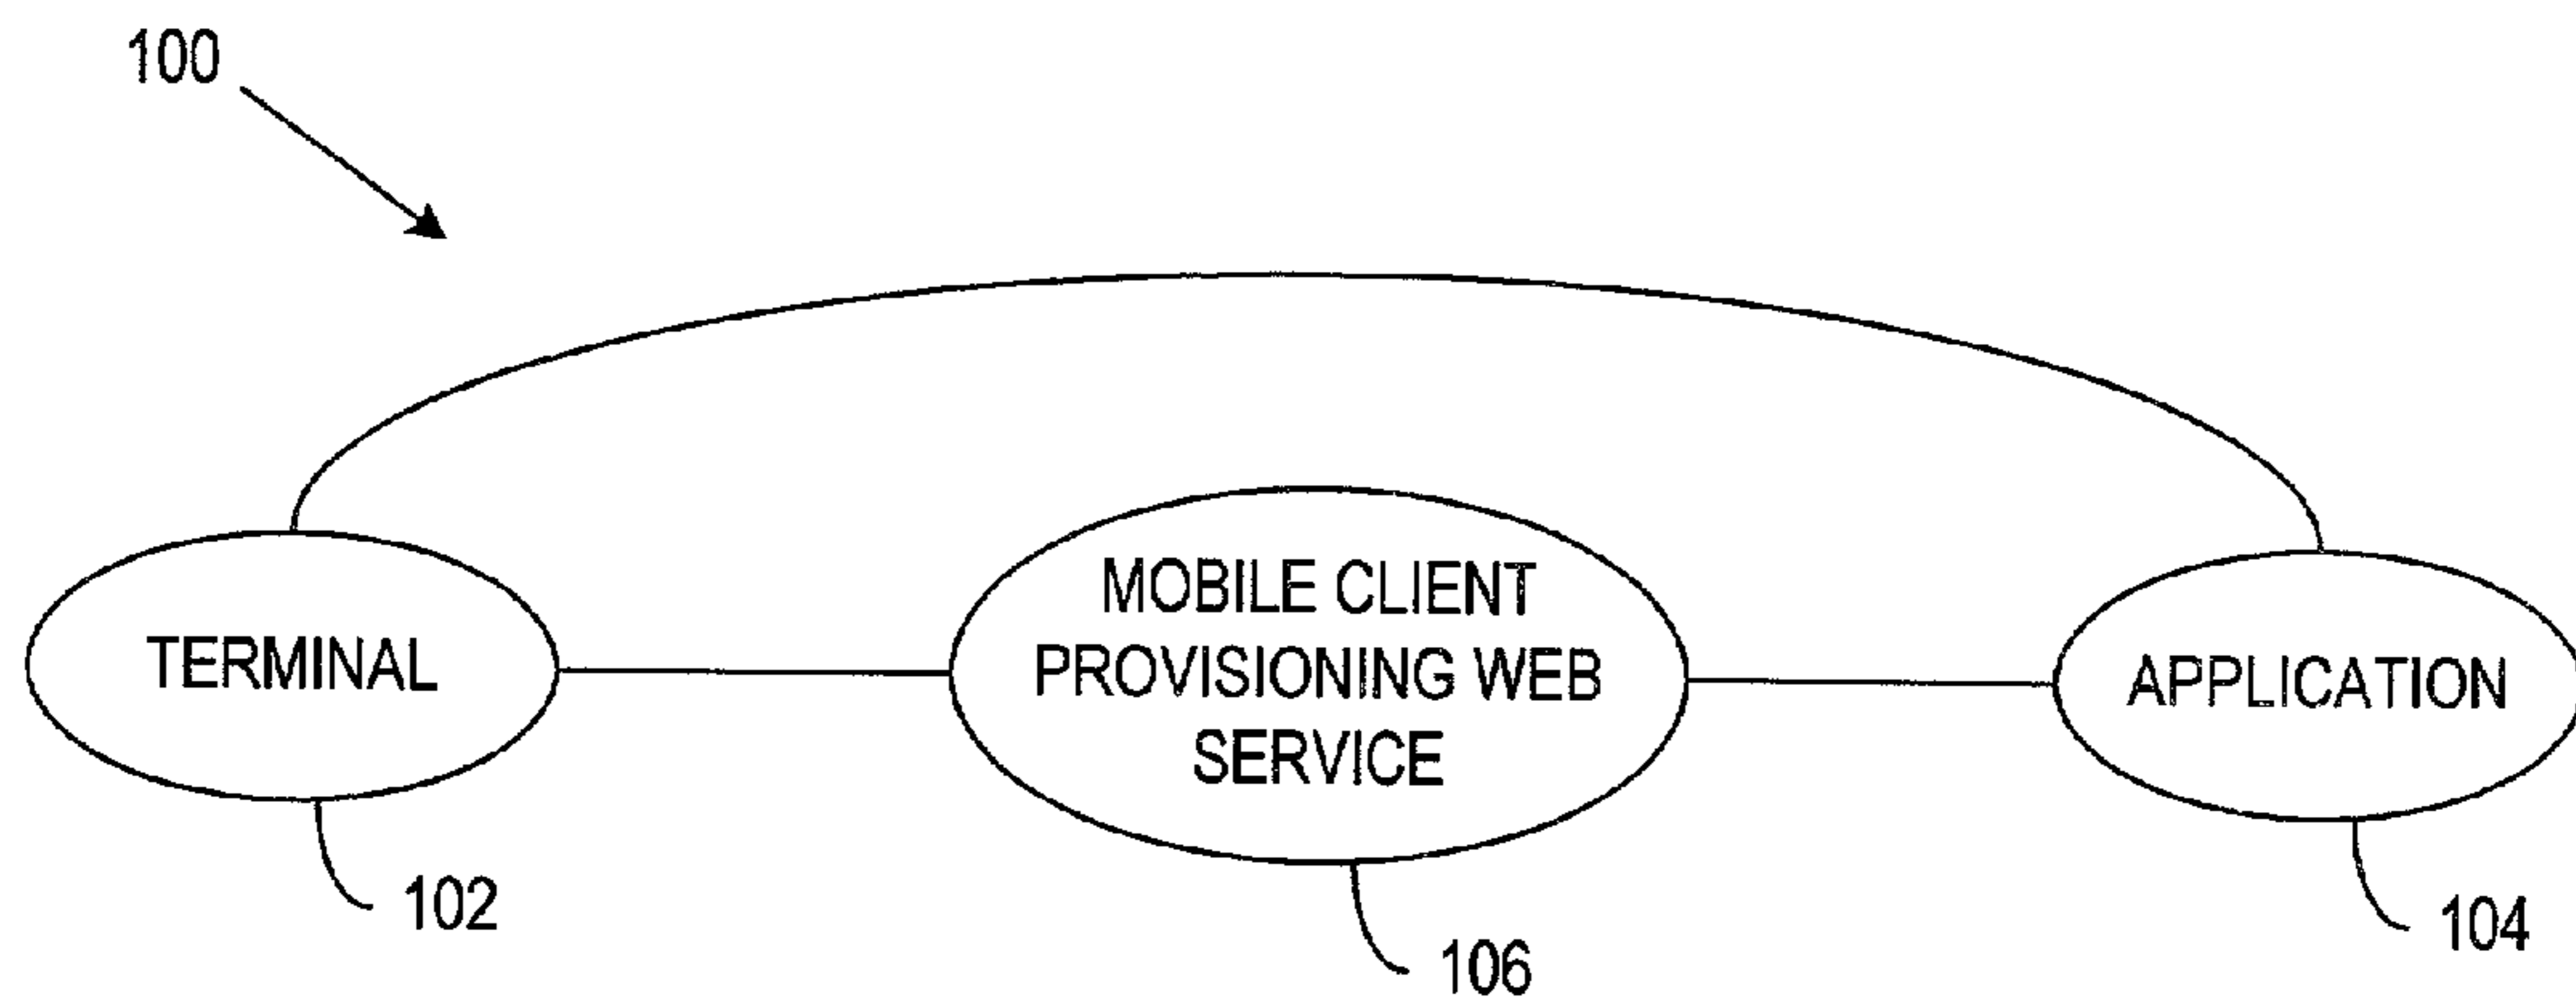 100
TERMINAL
MOBILE CLIENT
PROVISIONING WEB
SERVICE
APPLICATION
102
106
104